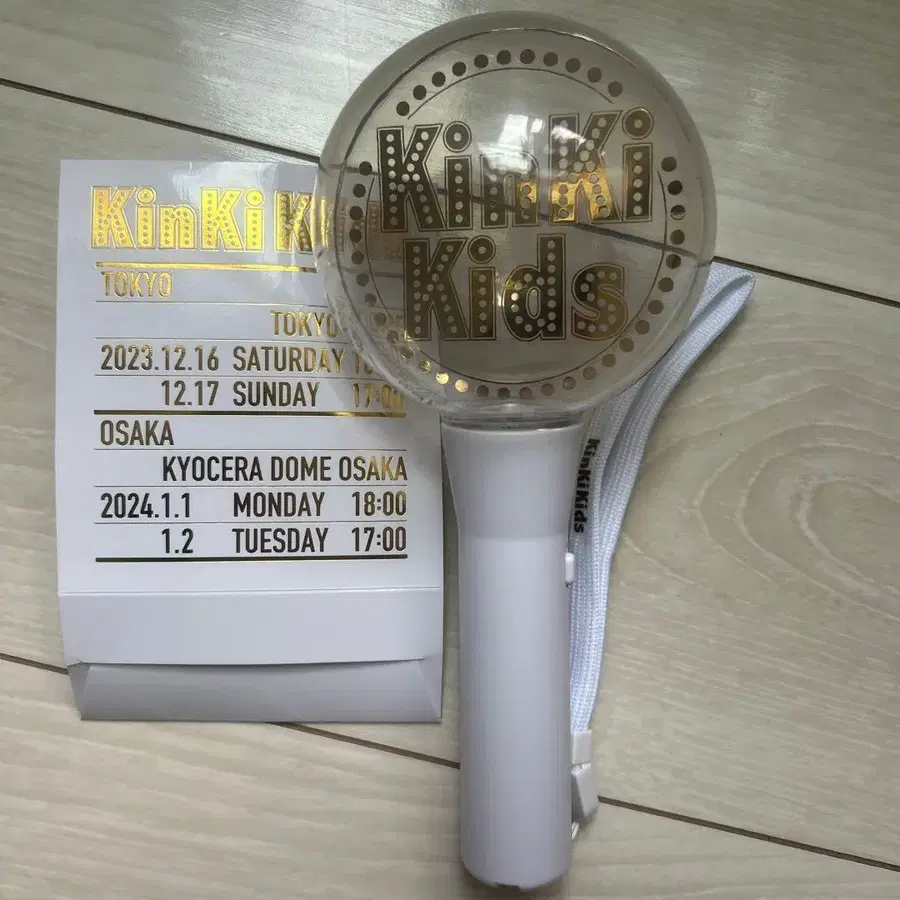 KinKi
TOKYO
TOKYO
2023.12.16 SATURDAY
12.17 SUNDAY 17:00
OSAKA
KYOCERA DOME OSAKA
2024.1.1 MONDAY 18:00
1.2 TUESDAY 17:00
KinKi
Kids
KinKiKids